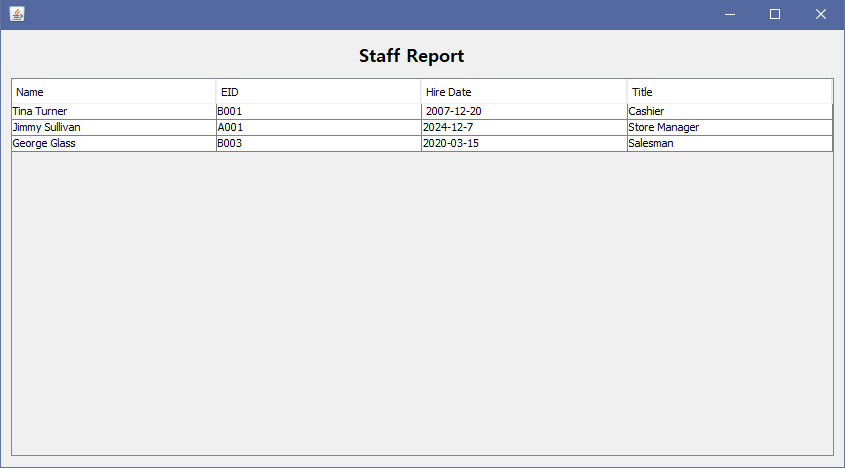 Staff Report
Name EID Hire Date Title
Tina Turner B001 2007-12-20 Cashier
Jimmy Sullivan A001 2024-12-7 Store Manager
George Glass B003 2020-03-15 Salesman